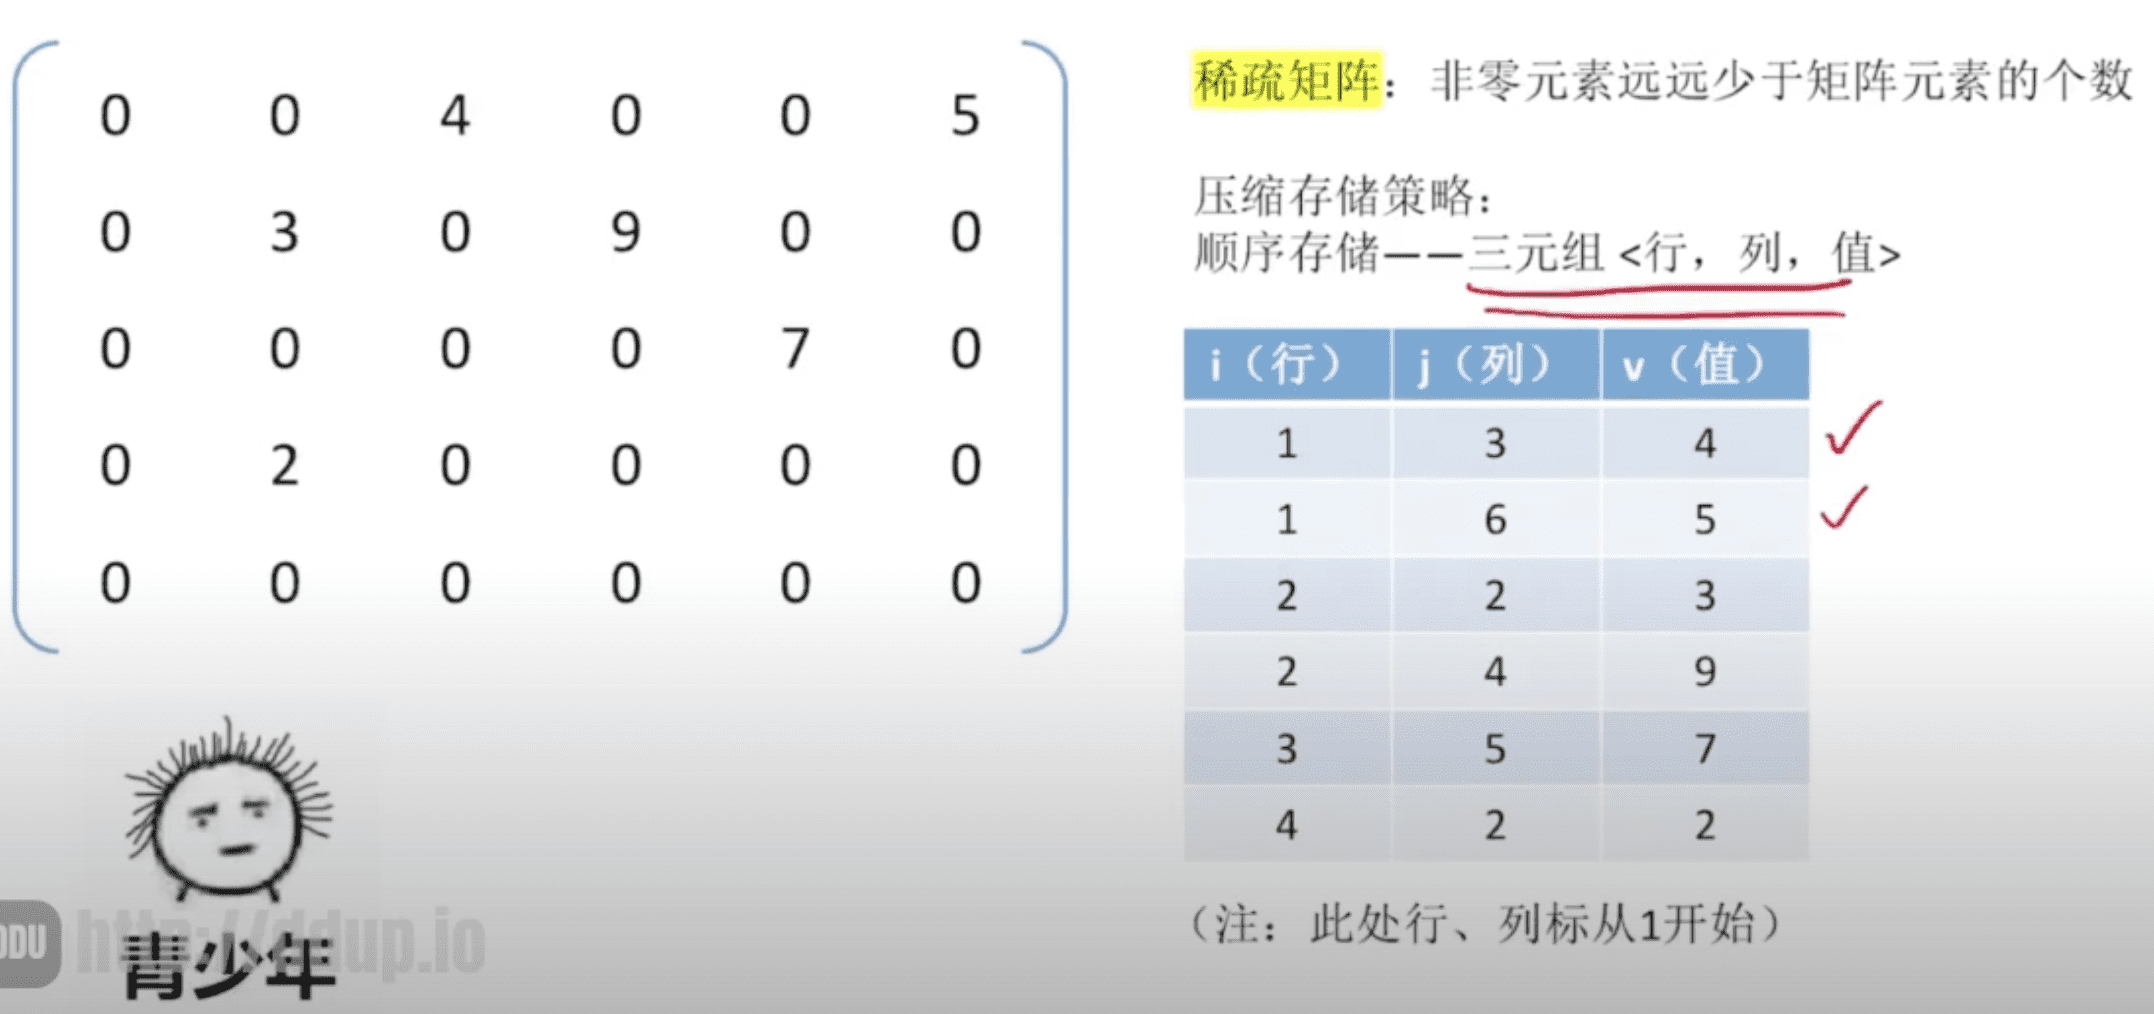 0 0 4 0 0 5
0 3 0 9 0 0
0 0 0 0 7 0
0 2 0 0 0 0
0 0 0 0 0 0
稀疏矩阵：非零元素远远少于矩阵元素的个数
压缩存储策略：
顺序存储——三元组 <行，列，值>
i（行） j（列） v（值）
1 3 4
1 6 5
2 2 3
2 4 9
3 5 7
4 2 2
（注：此处行、列标从1开始）
DDU http://ddup.io
青少年